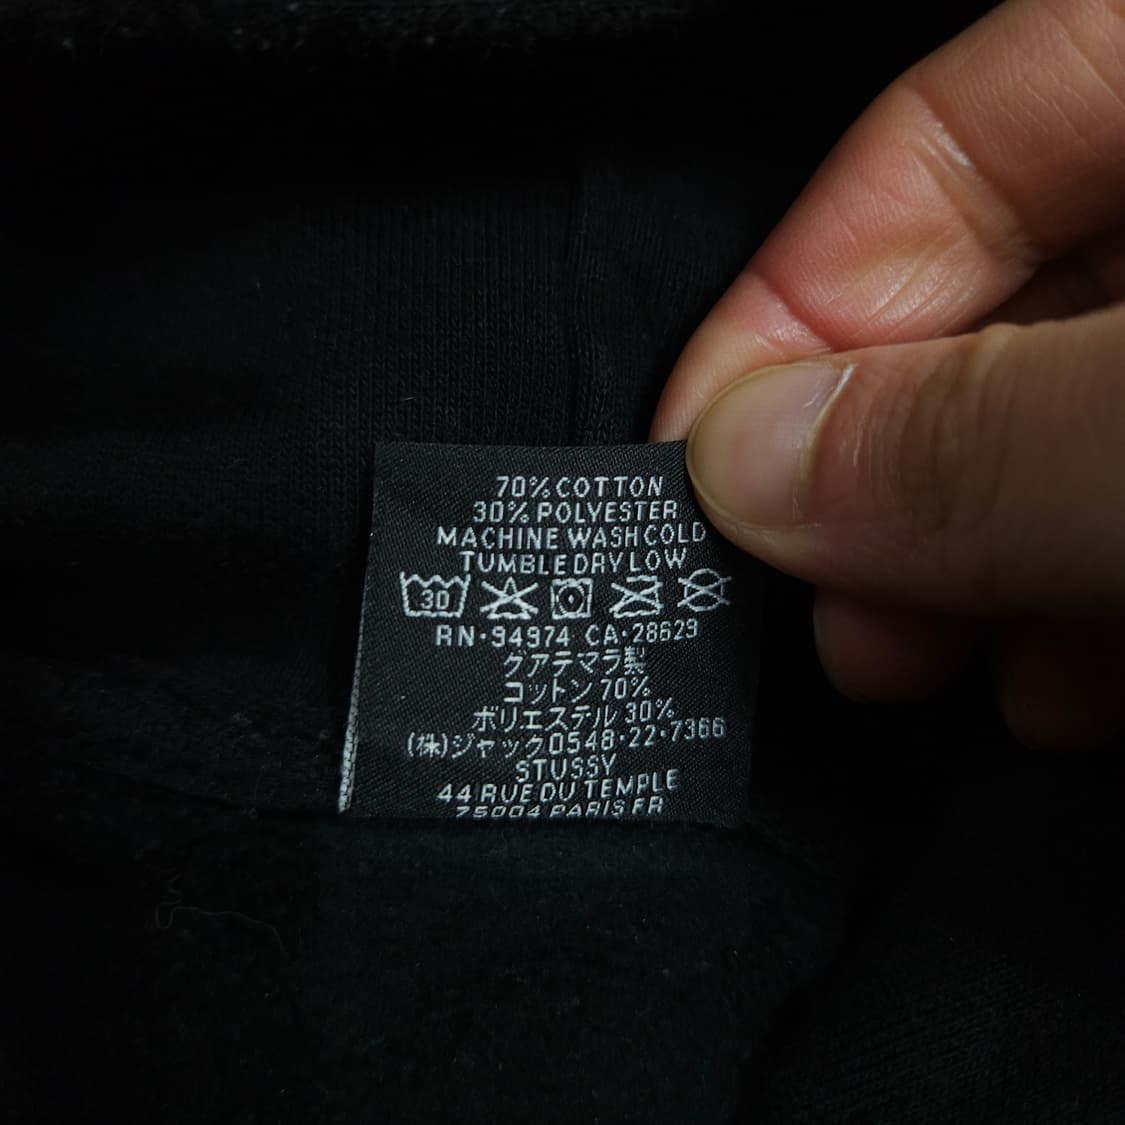 70% COTTON
30% POLYESTER
MACHINE WASH COLD
TUMBLE DRY LOW
30
RN·94974 CA·28629
グアテマラ製
コットン 70%
ポリエステル 30%
(株)ジャック0548·22·7366
STUSSY
44 RUE DU TEMPLE
75004 PARIS FR